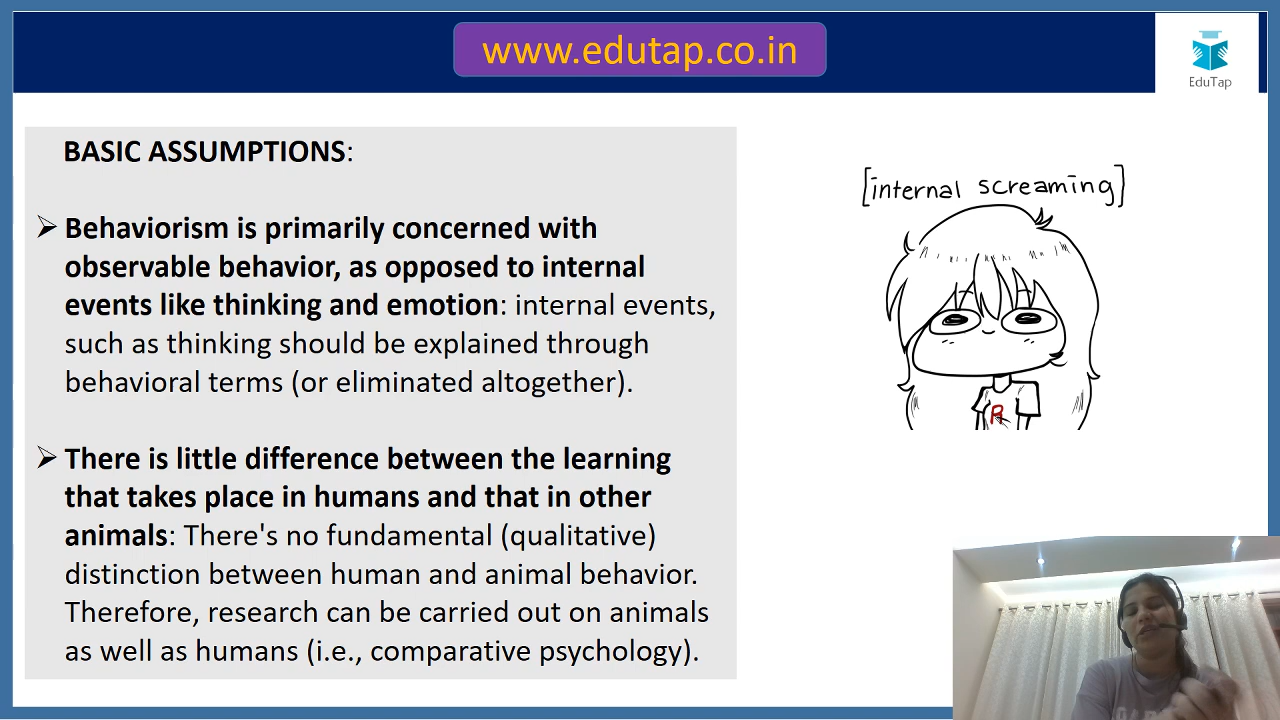 www.edutap.co.in
EduTap
BASIC ASSUMPTIONS:
➢ Behaviorism is primarily concerned with
observable behavior, as opposed to internal
events like thinking and emotion: internal events,
such as thinking should be explained through
behavioral terms (or eliminated altogether).
➢ There is little difference between the learning
that takes place in humans and that in other
animals: There's no fundamental (qualitative)
distinction between human and animal behavior.
Therefore, research can be carried out on animals
as well as humans (i.e., comparative psychology).
[internal screaming]
R